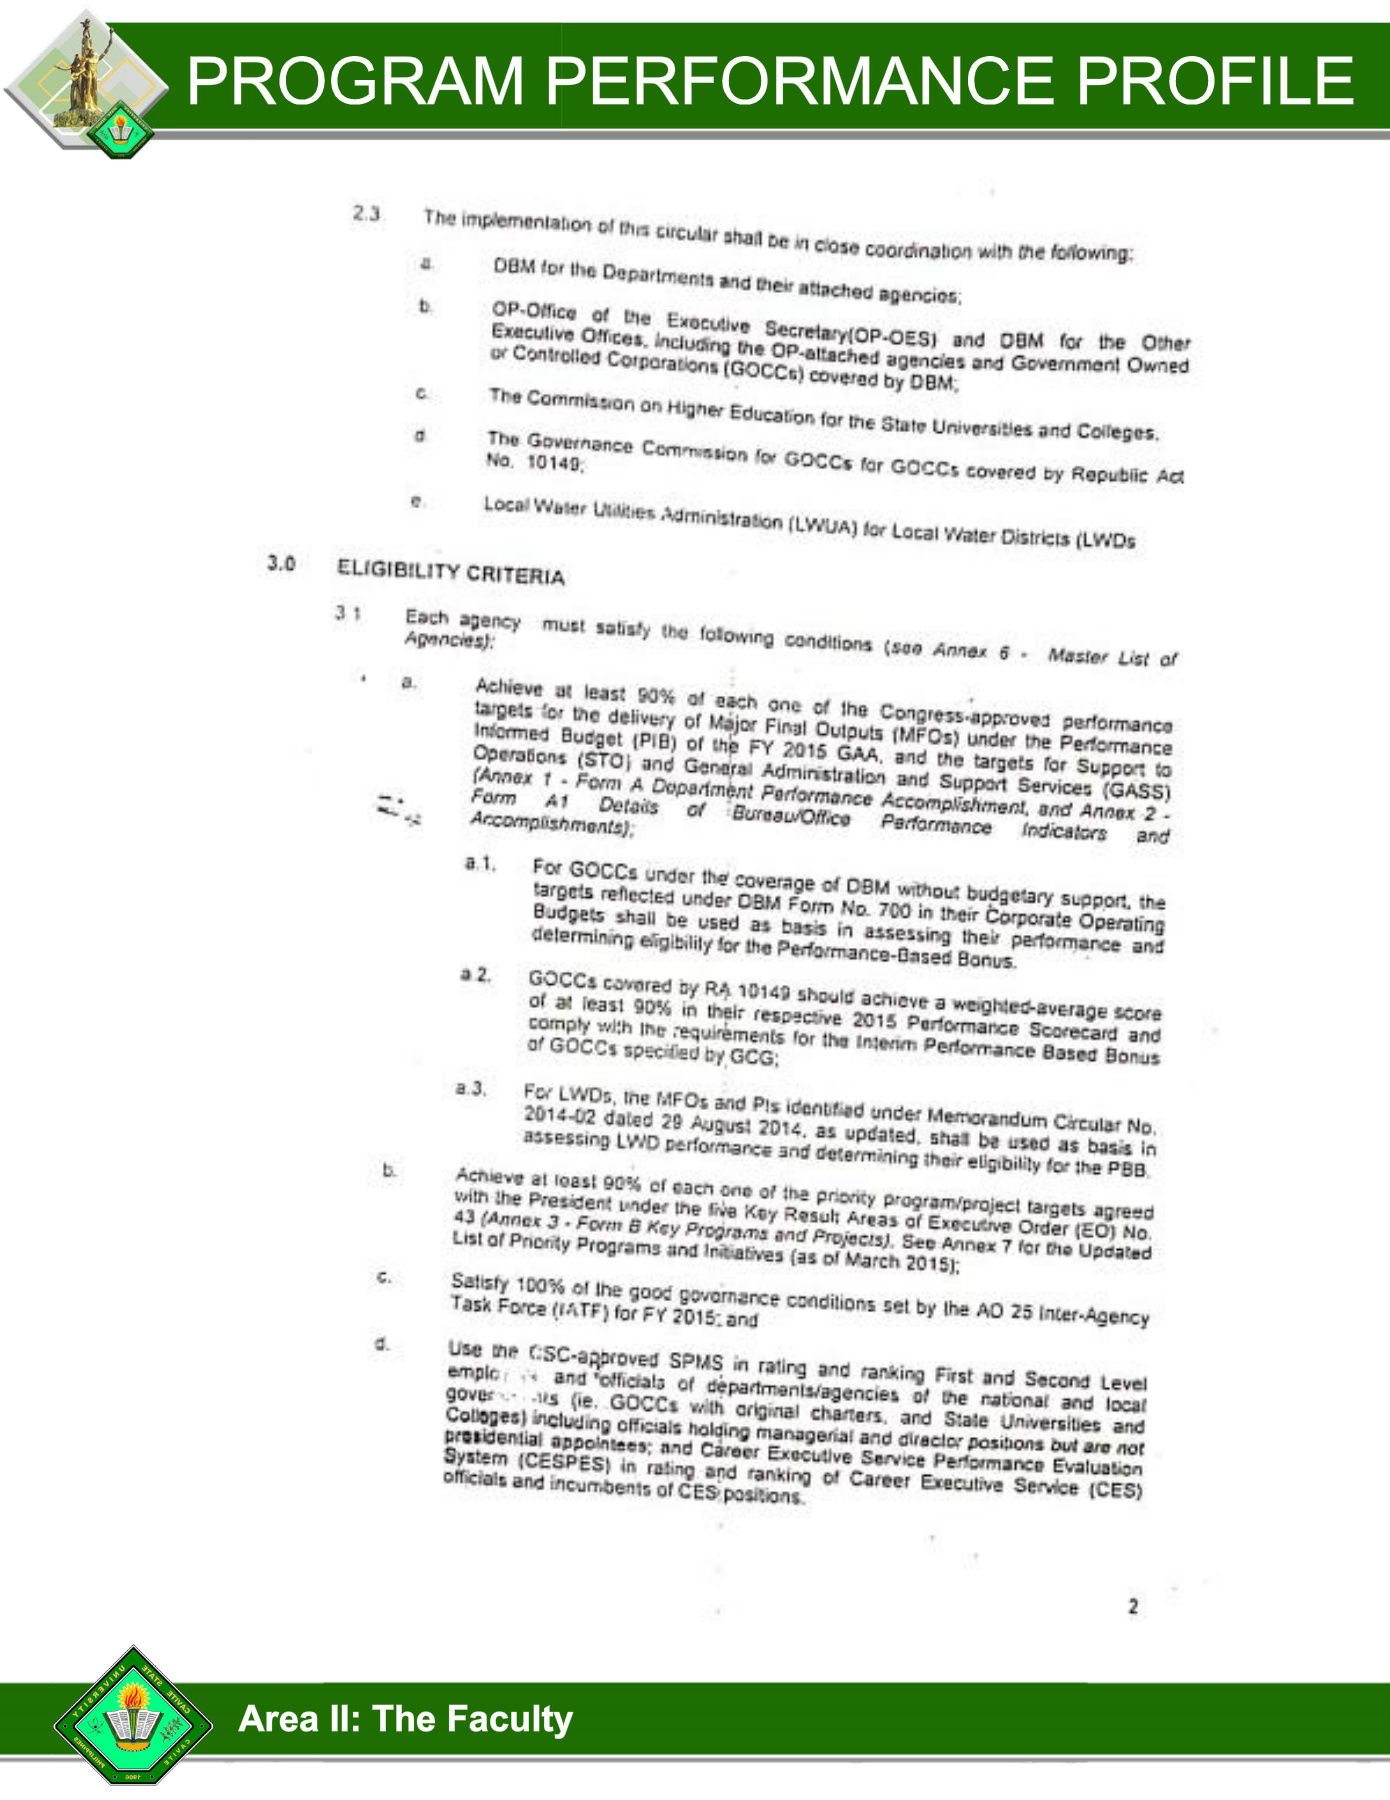 PROGRAM PERFORMANCE PROFILE
2.3 The implementation of this circular shall be in close coordination with the following:
a. DBM for the Departments and their attached agencies;
b. OP-Office of the Executive Secretary(OP-OES) and DBM for the Other
Executive Offices, including the OP-attached agencies and Government Owned
or Controlled Corporations (GOCCs) covered by DBM;
c. The Commission on Higher Education for the State Universities and Colleges.
d. The Governance Commission for GOCCs for GOCCs covered by Republic Act
No. 10149;
e. Local Water Utilities Administration (LWUA) for Local Water Districts (LWDs
3.0 ELIGIBILITY CRITERIA
3 1 Each agency must satisfy the following conditions (see Annex 6 - Master List of
Agencies):
a. Achieve at least 90% of each one of the Congress-approved performance
targets for the delivery of Major Final Outputs (MFOs) under the Performance
Informed Budget (PIB) of the FY 2015 GAA, and the targets for Support to
Operations (STO) and General Administration and Support Services (GASS)
(Annex 1 - Form A Department Performance Accomplishment, and Annex 2 -
Form A1 Details of Bureau/Office Performance Indicators and
Accomplishments);
a.1. For GOCCs under the coverage of DBM without budgetary support, the
targets reflected under DBM Form No. 700 in their Corporate Operating
Budgets shall be used as basis in assessing their performance and
determining eligibility for the Performance-Based Bonus.
a.2. GOCCs covered by RA 10149 should achieve a weighted-average score
of at least 90% in their respective 2015 Performance Scorecard and
comply with the requirements for the Interim Performance Based Bonus
of GOCCs specified by GCG;
a.3. For LWDs, the MFOs and PIs identified under Memorandum Circular No.
2014-02 dated 29 August 2014, as updated, shall be used as basis in
assessing LWD performance and determining their eligibility for the PBB.
b. Achieve at least 90% of each one of the priority program/project targets agreed
with the President under the five Key Result Areas of Executive Order (EO) No.
43 (Annex 3 - Form B Key Programs and Projects). See Annex 7 for the Updated
List of Priority Programs and Initiatives (as of March 2015);
c. Satisfy 100% of the good governance conditions set by the AO 25 Inter-Agency
Task Force (IATF) for FY 2015; and
d. Use the CSC-approved SPMS in rating and ranking First and Second Level
and officials of departments/agencies of the national and local
(ie. GOCCs with original charters, and State Universities and
Colleges) including officials holding managerial and director positions but are not
presidential appointees; and Career Executive Service Performance Evaluation
System (CESPES) in rating and ranking of Career Executive Service (CES)
officials and incumbents of CES positions.
2
CAVITE STATE UNIVERSITY
CAVITE PHILIPPINES
1906
Area II: The Faculty